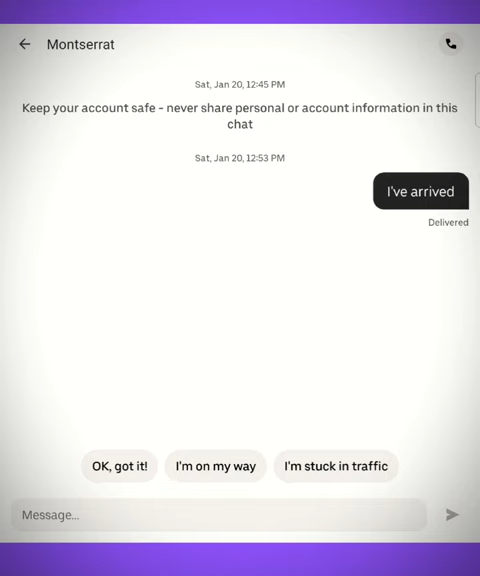 Montserrat
Sat, Jan 20, 12:45 PM
Keep your account safe - never share personal or account information in this
chat
Sat, Jan 20, 12:53 PM
I've arrived
Delivered
OK, got it!
I'm on my way
I'm stuck in traffic
Message...